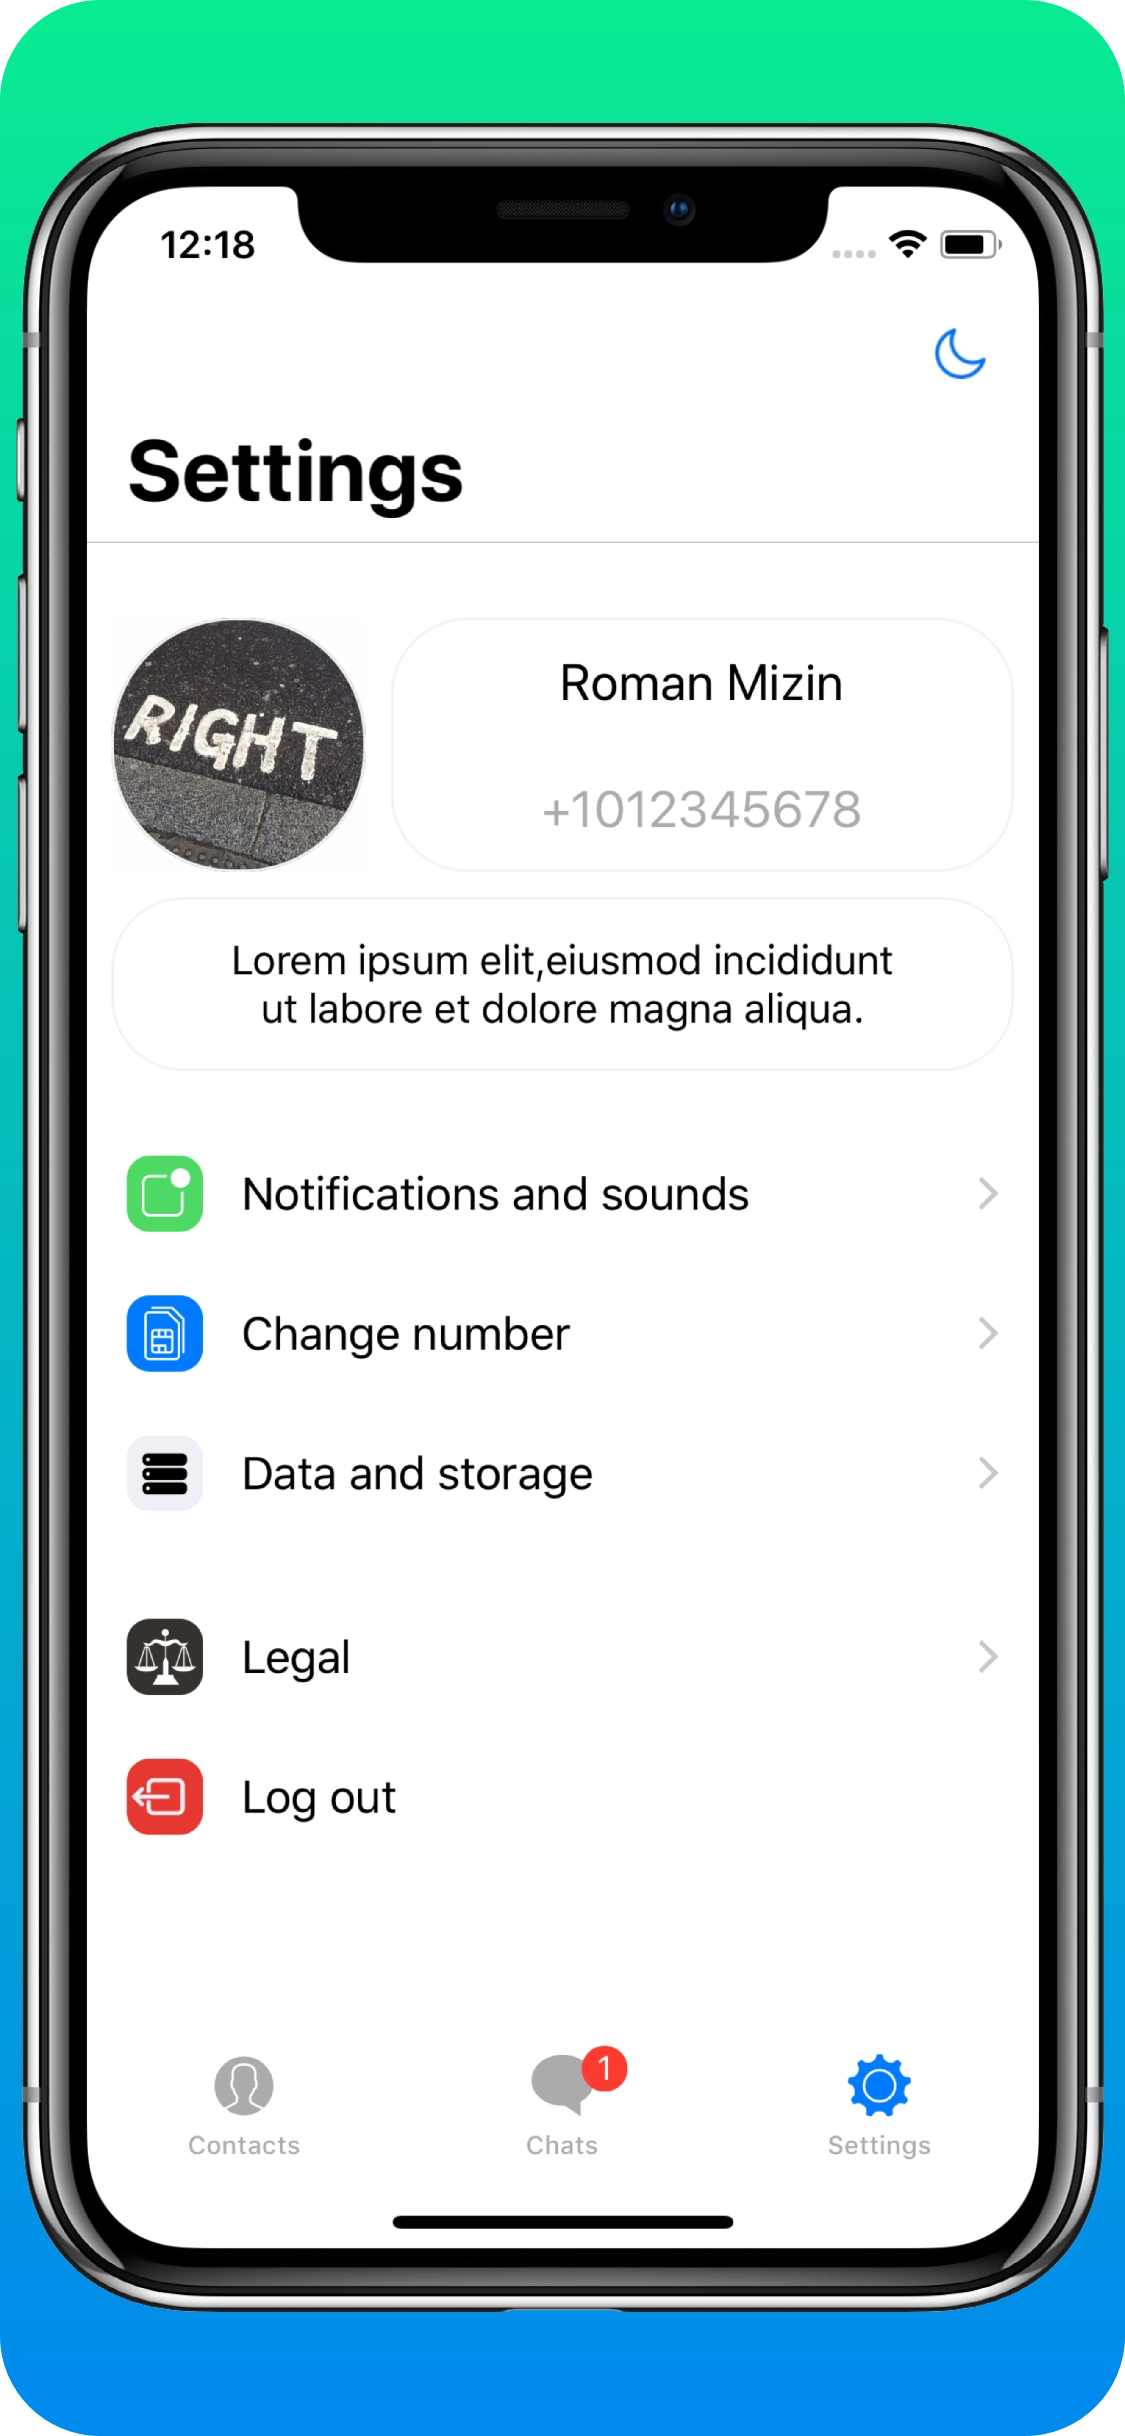 12:18
Settings
RIGHT
Roman Mizin
+1012345678
Lorem ipsum elit,eiusmod incididunt
ut labore et dolore magna aliqua.
Notifications and sounds
Change number
Data and storage
Legal
Log out
1
Contacts
Chats
Settings